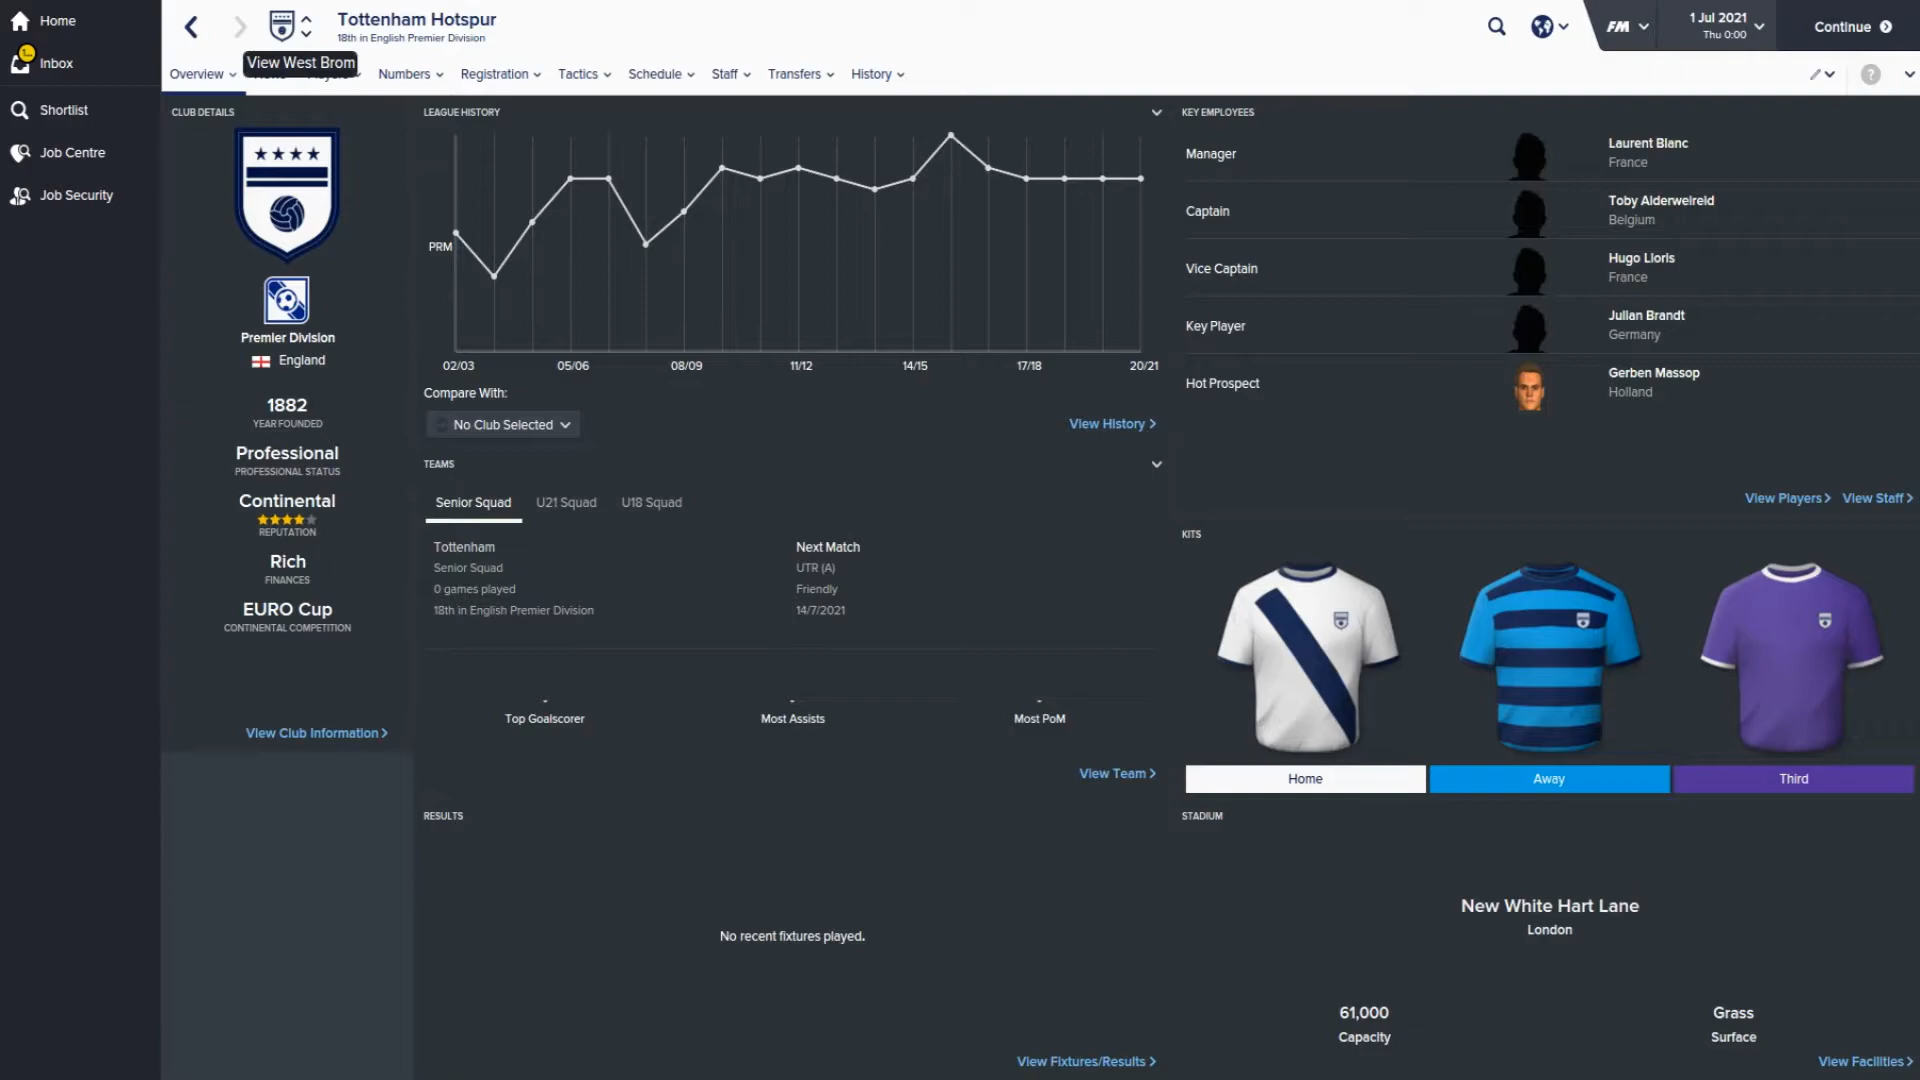 Home
Inbox
Shortlist
Job Centre
Job Security
Tottenham Hotspur
18th in English Premier Division
View West Brom
FM
1 Jul 2021
Thu 0:00
Continue
Overview
Numbers
Registration
Tactics
Schedule
Staff
Transfers
History
?
CLUB DETAILS
Premier Division
England
1882
YEAR FOUNDED
Professional
PROFESSIONAL STATUS
Continental
REPUTATION
Rich
FINANCES
EURO Cup
CONTINENTAL COMPETITION
View Club Information >
LEAGUE HISTORY
PRM
02/03 05/06 08/09 11/12 14/15 17/18 20/21
Compare With:
No Club Selected
View History >
TEAMS
Senior Squad U21 Squad U18 Squad
Tottenham
Senior Squad
0 games played
18th in English Premier Division
Next Match
UTR (A)
Friendly
14/7/2021
- - -
Top Goalscorer Most Assists Most PoM
View Team >
RESULTS
No recent fixtures played.
View Fixtures/Results >
KEY EMPLOYEES
Manager
Laurent Blanc
France
Captain
Toby Alderweireld
Belgium
Vice Captain
Hugo Lloris
France
Key Player
Julian Brandt
Germany
Hot Prospect
Gerben Massop
Holland
View Players > View Staff >
KITS
Home Away Third
STADIUM
New White Hart Lane
London
61,000
Capacity
Grass
Surface
View Facilities >